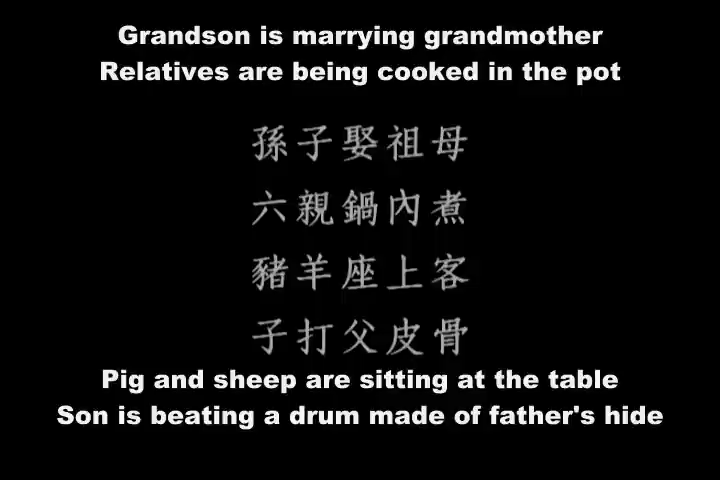 Grandson is marrying grandmother
Relatives are being cooked in the pot
孫子娶祖母
六親鍋內煮
豬羊座上客
子打父皮骨
Pig and sheep are sitting at the table
Son is beating a drum made of father's hide